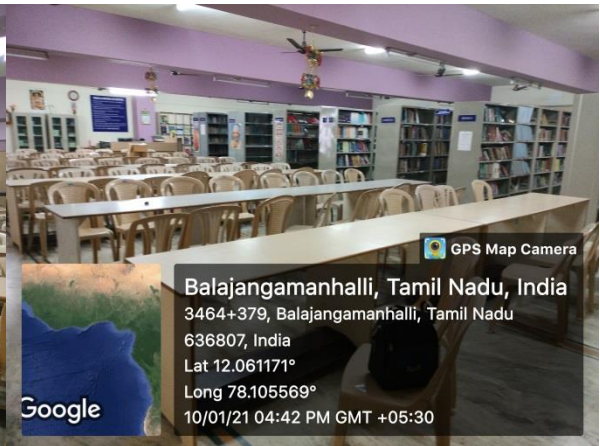 GPS Map Camera
Balajangamanhalli, Tamil Nadu, India
3464+379, Balajangamanhalli, Tamil Nadu
636807, India
Lat 12.061171°
Long 78.105569°
10/01/21 04:42 PM GMT +05:30
Google